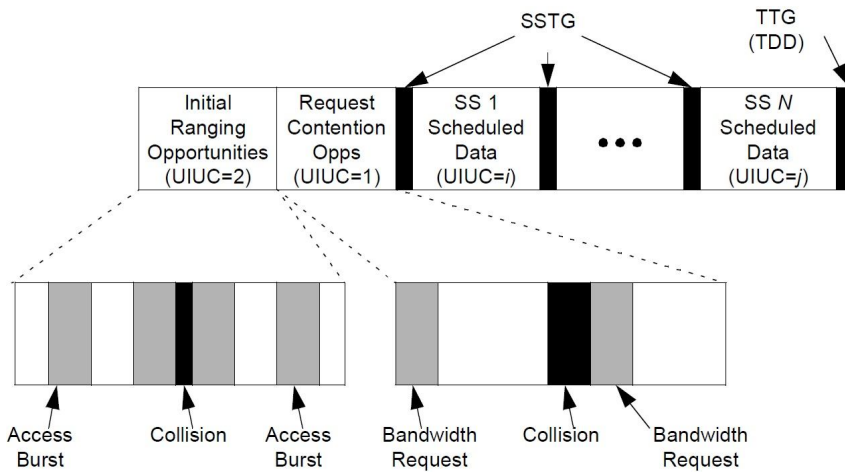 SSTG
TTG
(TDD)
Initial
Ranging
Opportunities
(UIUC=2)
Request
Contention
Opps
(UIUC=1)
SS 1
Scheduled
Data
(UIUC=i)
•••
SS N
Scheduled
Data
(UIUC=j)
Access
Burst
Collision
Access
Burst
Bandwidth
Request
Collision
Bandwidth
Request